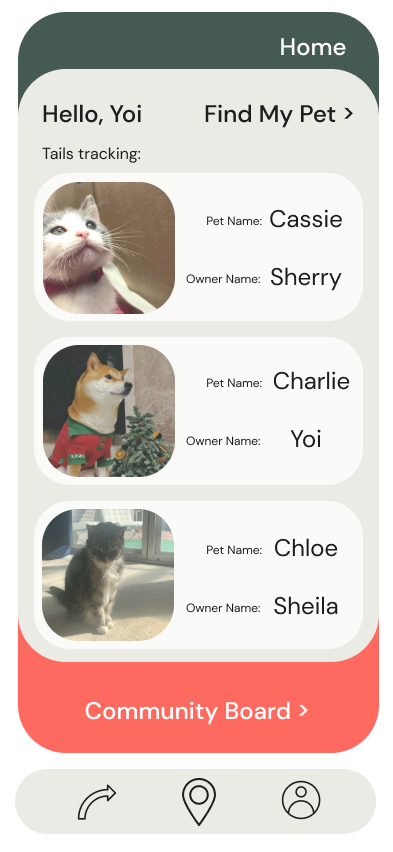 Home
Hello, Yoi
Find My Pet >
Tails tracking:
Pet Name: Cassie
Owner Name: Sherry
Pet Name: Charlie
Owner Name: Yoi
Pet Name: Chloe
Owner Name: Sheila
Community Board >